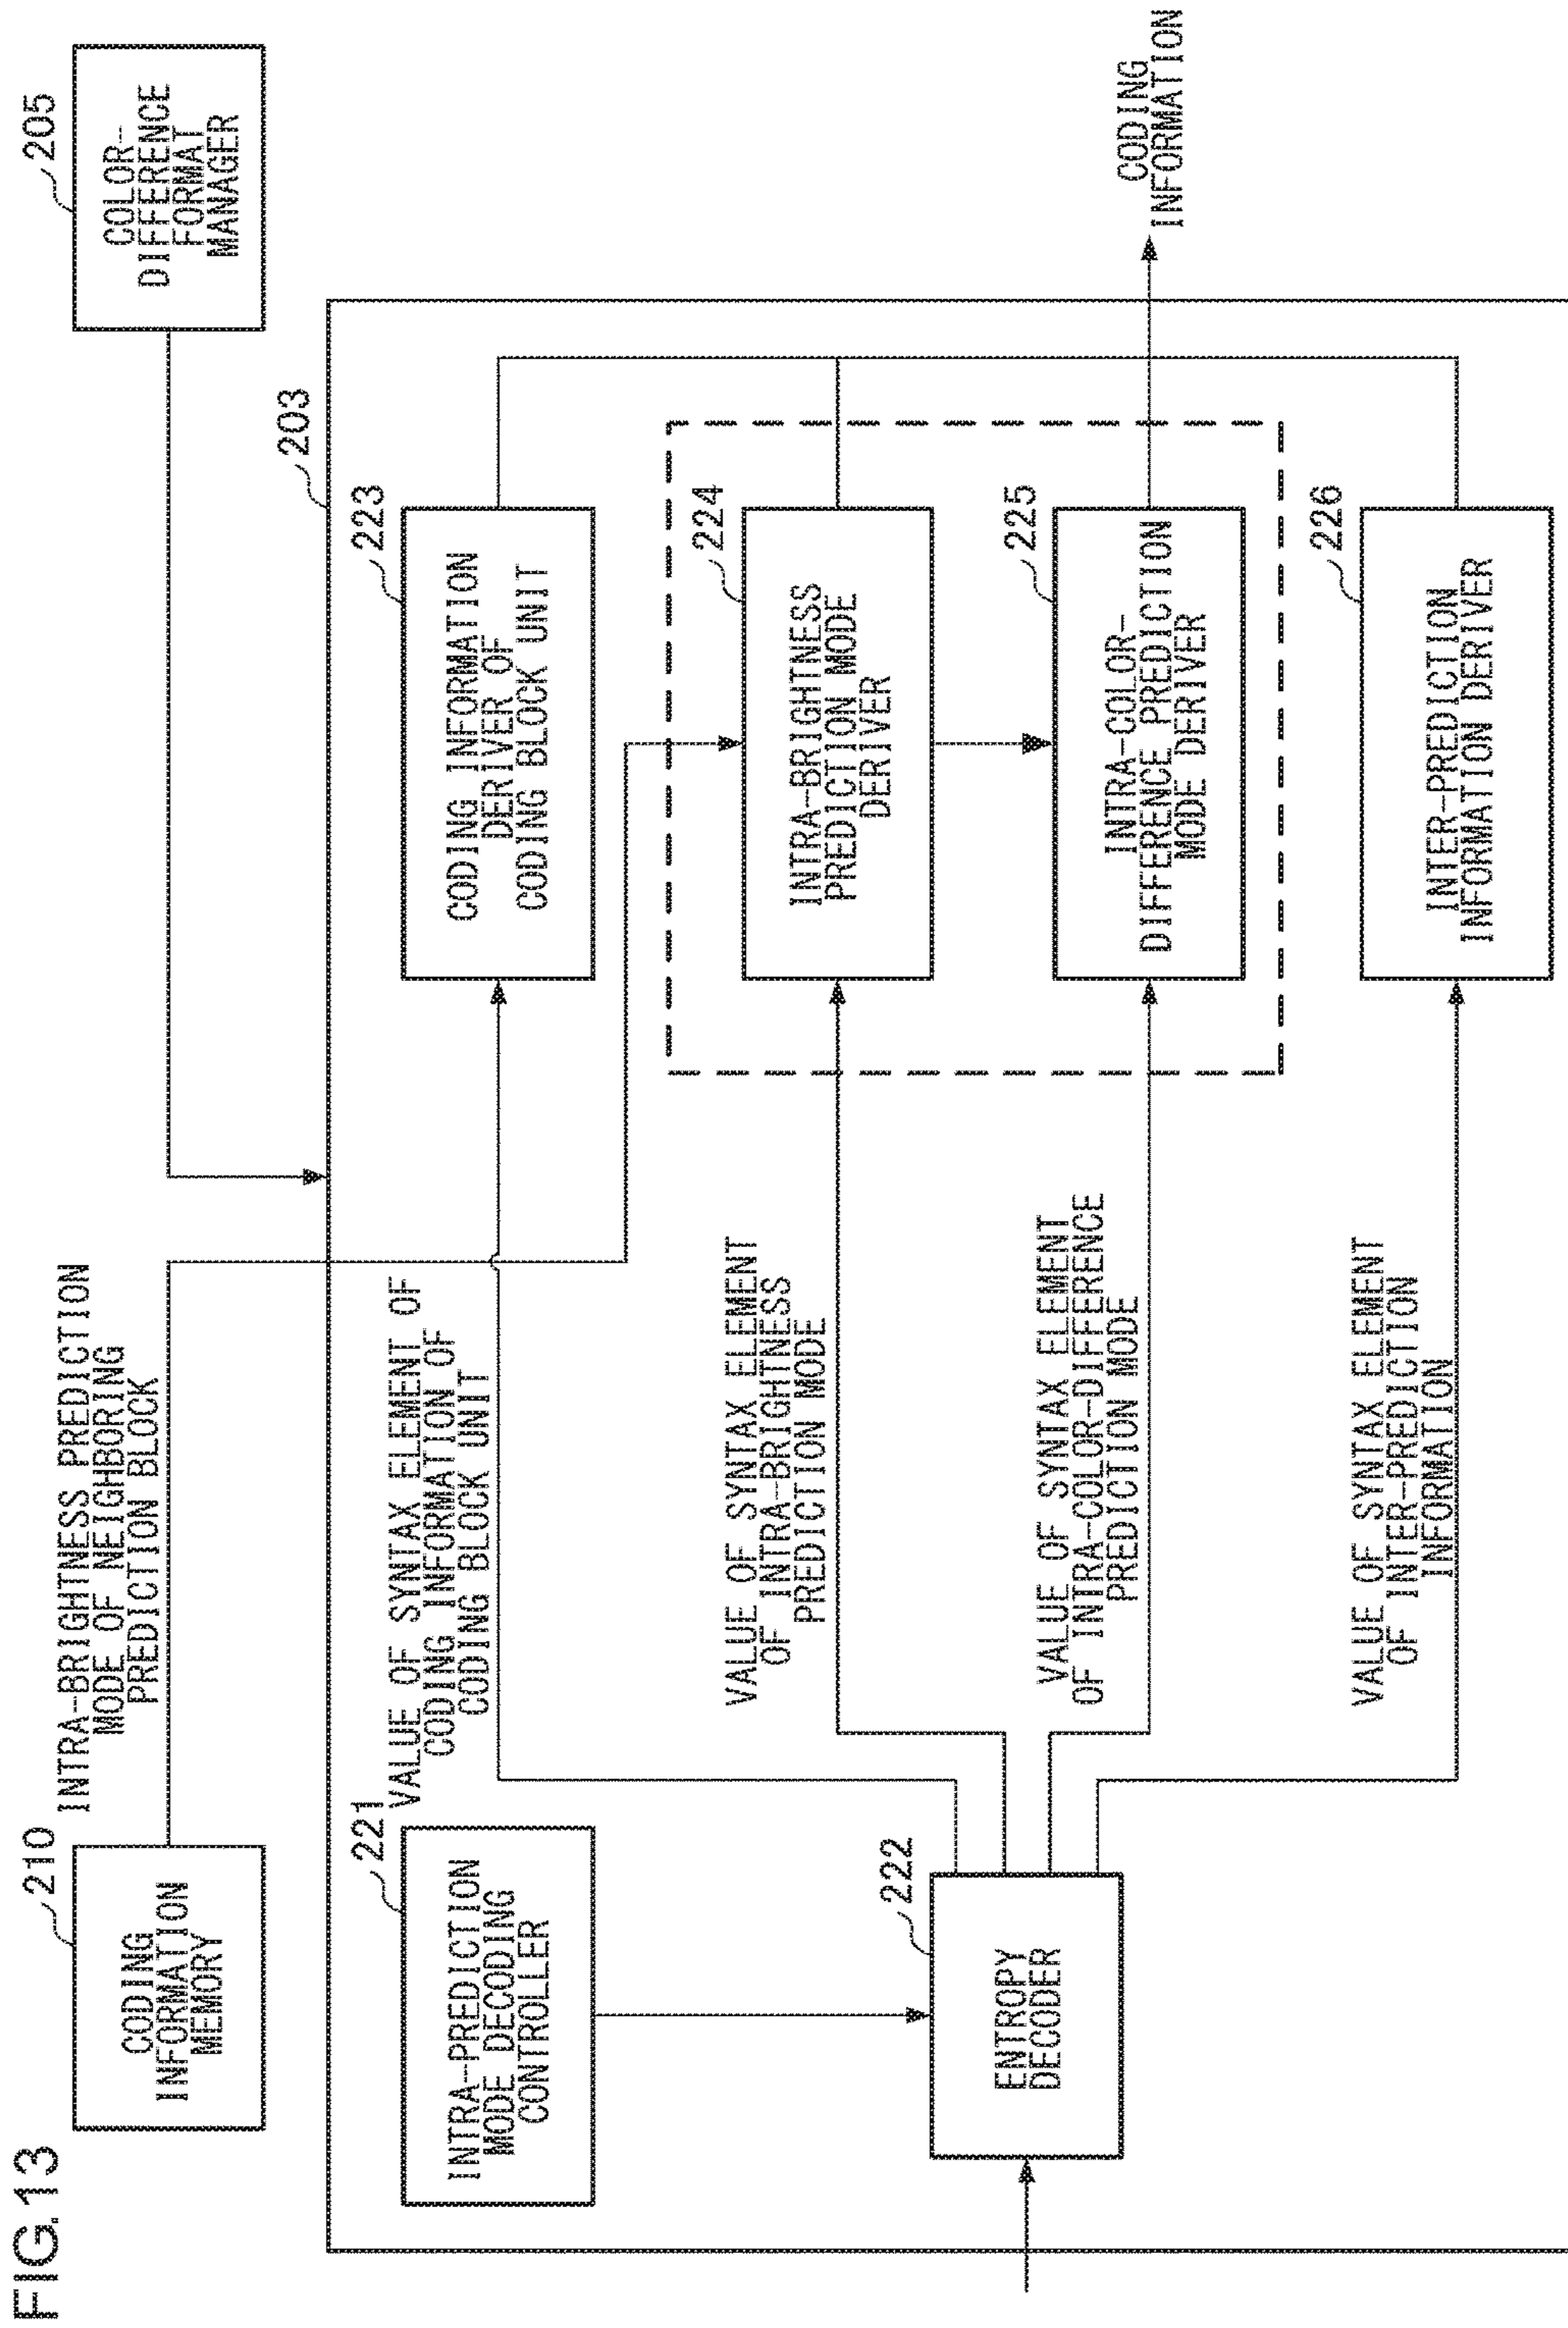 FIG.13
210
CODING
INFORMATION
MEMORY
INTRA-BRIGHTNESS PREDICTION
MODE OF NEIGHBORING
PREDICTION BLOCK
205
COLOR-
DIFFERENCE
FORMAT
MANAGER
203
221
INTRA-PREDICTION
MODE DECODING
CONTROLLER
VALUE OF SYNTAX ELEMENT OF
CODING INFORMATION OF
CODING BLOCK UNIT
223
CODING INFORMATION
DERIVER OF
CODING BLOCK UNIT
222
ENTROPY
DECODER
VALUE OF SYNTAX ELEMENT
OF INTRA-BRIGHTNESS
PREDICTION MODE
224
INTRA-BRIGHTNESS
PREDICTION MODE
DERIVER
VALUE OF SYNTAX ELEMENT
OF INTRA-COLOR-DIFFERENCE
PREDICTION MODE
225
INTRA-COLOR-
DIFFERENCE PREDICTION
MODE DERIVER
CODING
INFORMATION
VALUE OF SYNTAX ELEMENT
OF INTER-PREDICTION
INFORMATION
226
INTER-PREDICTION
INFORMATION DERIVER